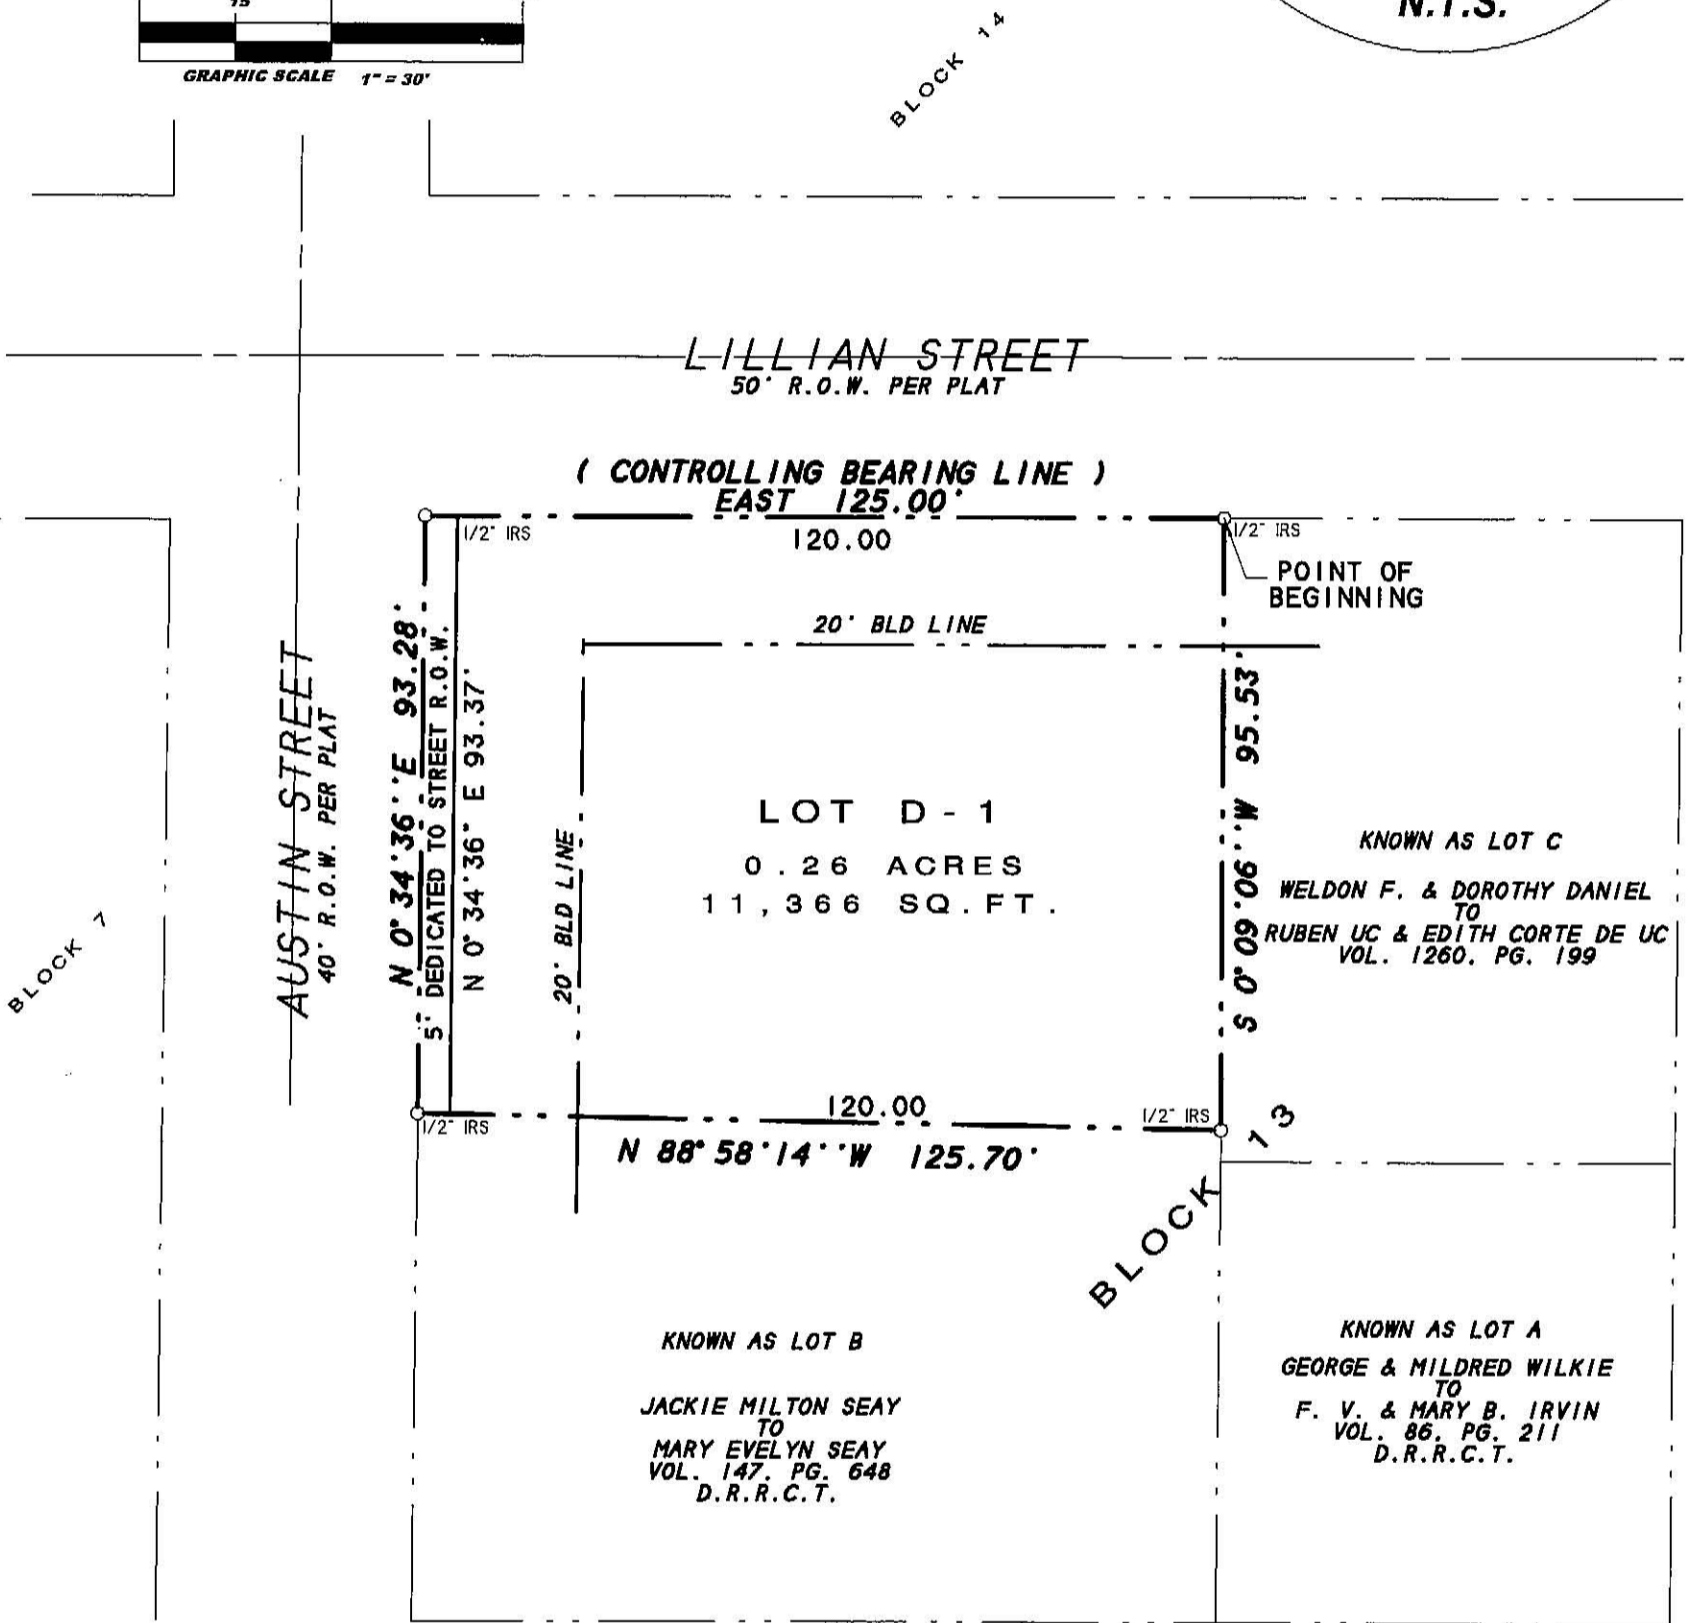 15
N.T.S.
GRAPHIC SCALE 1" = 30'
BLOCK 14
LILLIAN STREET
50' R.O.W. PER PLAT
( CONTROLLING BEARING LINE )
EAST 125.00'
120.00
1/2" IRS
1/2" IRS
POINT OF
BEGINNING
20' BLD LINE
AUSTIN STREET
40' R.O.W. PER PLAT
N 0°34'36''E 93.28'
5' DEDICATED TO STREET R.O.W.
N 0°34'36" E 93.37'
20' BLD LINE
LOT D-1
0.26 ACRES
11,366 SQ.FT.
S 0°09'06''W 95.53'
KNOWN AS LOT C
WELDON F. & DOROTHY DANIEL
TO
RUBEN UC & EDITH CORTE DE UC
VOL. 1260. PG. 199
BLOCK 7
120.00
1/2" IRS
1/2" IRS
N 88°58'14''W 125.70'
BLOCK 13
KNOWN AS LOT B
JACKIE MILTON SEAY
TO
MARY EVELYN SEAY
VOL. 147. PG. 648
D.R.R.C.T.
KNOWN AS LOT A
GEORGE & MILDRED WILKIE
TO
F. V. & MARY B. IRVIN
VOL. 86. PG. 211
D.R.R.C.T.